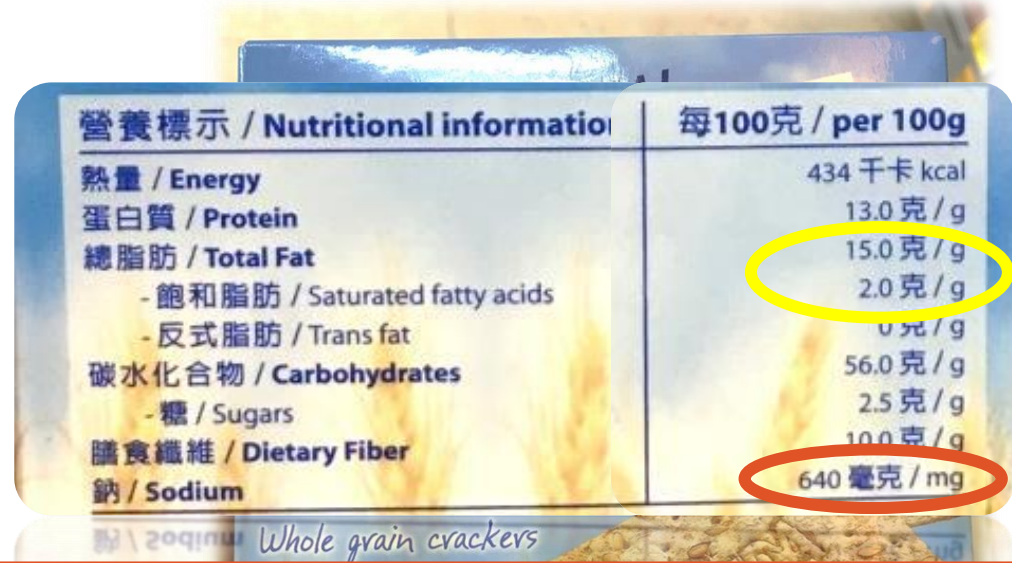 營養標示 / Nutritional informatio
每100克 / per 100g
熱量 / Energy 434 千卡 kcal
蛋白質 / Protein 13.0 克 / g
總脂肪 / Total Fat 15.0 克 / g
- 飽和脂肪 / Saturated fatty acids 2.0 克 / g
- 反式脂肪 / Trans fat 0 克 / g
碳水化合物 / Carbohydrates 56.0 克 / g
- 糖 / Sugars 2.5 克 / g
膳食纖維 / Dietary Fiber 10.0 克 / g
鈉 / Sodium 640 毫克 / mg
Whole grain crackers